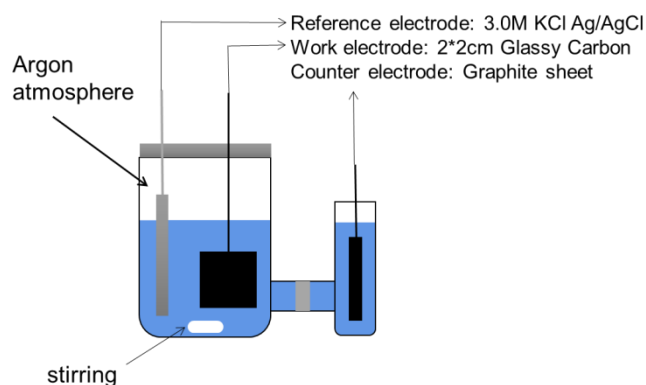 Reference electrode: 3.0M KCl Ag/AgCl
Work electrode: 2*2cm Glassy Carbon
Counter electrode: Graphite sheet
Argon
atmosphere
stirring